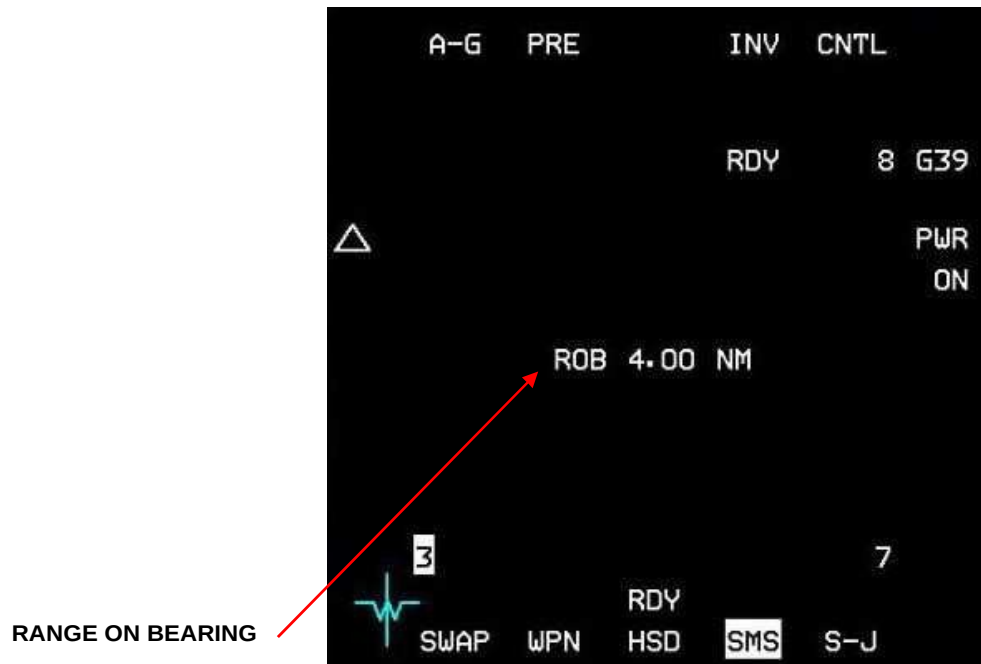 A-G PRE INV CNTL
RDY 8 G39
PWR
ON
ROB 4.00 NM
3 7
RDY
RANGE ON BEARING
SWAP WPN HSD SMS S-J